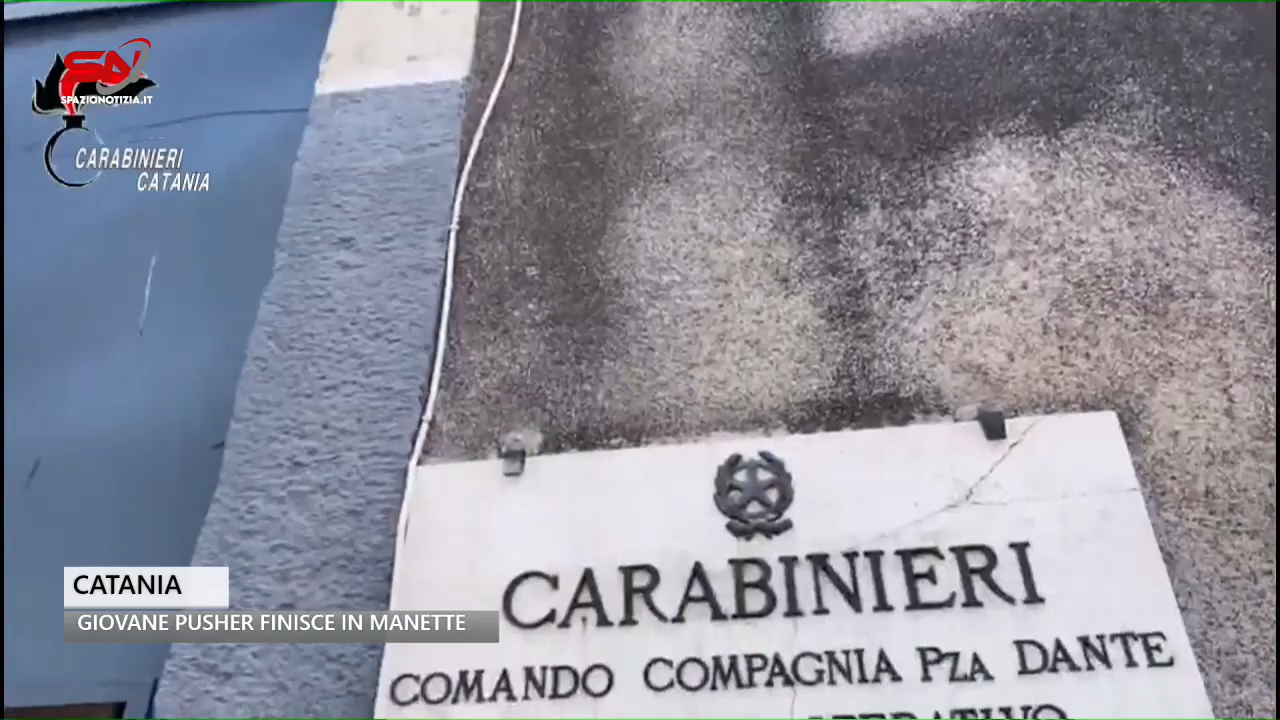 SPAZIONOTIZIA.IT
CARABINIERI
CATANIA
CARABINIERI
COMANDO COMPAGNIA PZA DANTE
CATANIA
GIOVANE PUSHER FINISCE IN MANETTE